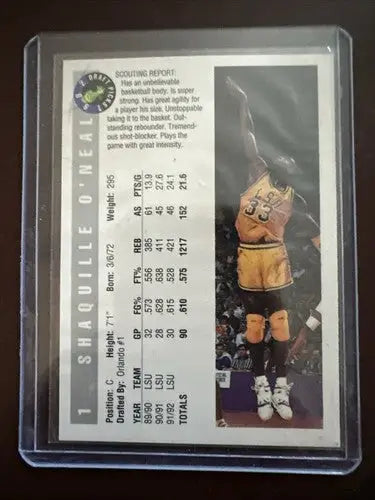 1 SHAQUILLE O'NEAL
Position: C Height: 7'1" Born: 3/6/72 Weight: 295
Drafted By: Orlando #1
YEAR TEAM GP FG% FT% REB AS PTS/G
89/90 LSU 32 .573 .556 385 61 13.9
90/91 LSU 28 .628 .638 411 45 27.6
91/92 LSU 30 .615 .528 421 46 24.1
TOTALS 90 .610 .575 1217 152 21.6
DRAFT PICKS
SCOUTING REPORT:
Has an unbelievable
basketball body. Is super
strong. Has great agility for
a player his size. Unstoppable
taking it to the basket. Out-
standing rebounder. Tremend-
ous shot-blocker. Plays the
game with great intensity.
LSU
33